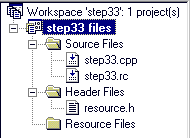 Workspace 'step33': 1 project(s)
step33 files
Source Files
step33.cpp
step33.rc
Header Files
resource.h
Resource Files